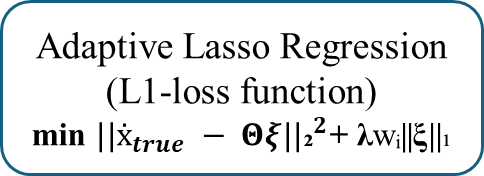 Adaptive Lasso Regression
(L1-loss function)
min ||ẋ_true − Θξ||₂² + λwᵢ||ξ||₁